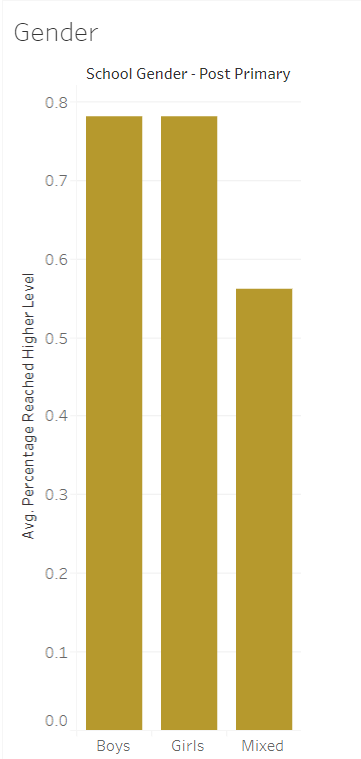 Gender
School Gender - Post Primary
Avg. Percentage Reached Higher Level
0.8
0.7
0.6
0.5
0.4
0.3
0.2
0.1
0.0
Boys Girls Mixed